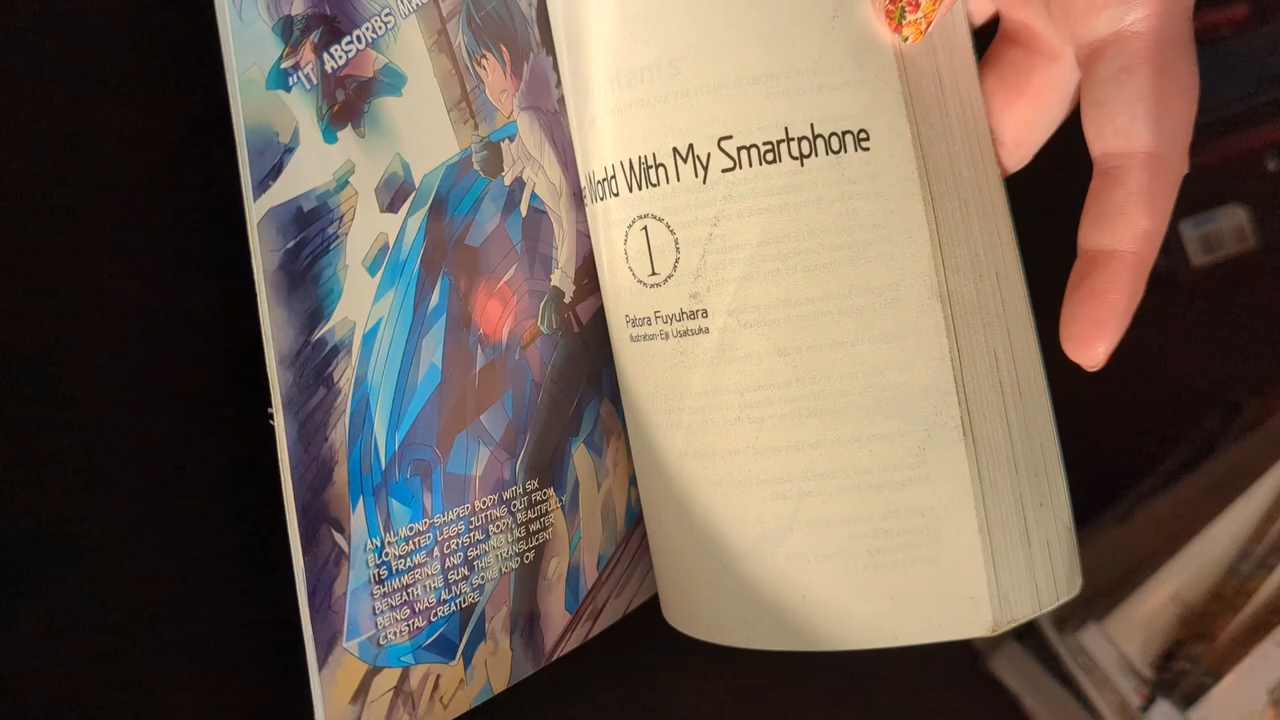 "IT ABSORBS
AN ALMOND-SHAPED BODY WITH SIX
ELONGATED LEGS JUTTING OUT FROM
ITS FRAME. A CRYSTAL BODY, BEAUTIFULLY
SHIMMERING AND SHINING LIKE WATER
BENEATH THE SUN. THIS TRANSLUCENT
BEING WAS ALIVE, SOME KIND OF
CRYSTAL CREATURE.
World With My Smartphone
1
Patora Fuyuhara
Illustration・Eiji Usatsuka